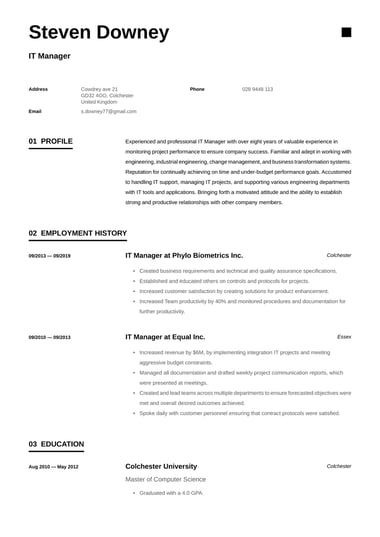 Steven Downey
IT Manager
Address Cowdrey ave 21 Phone 028 9448 113
GD32 4GG, Colchester
United Kingdom
Email s.downey77@gmail.com
01 PROFILE
Experienced and professional IT Manager with over eight years of valuable experience in
monitoring project performance to ensure company success. Familiar and adept in working with
engineering, industrial engineering, change management, and business transformation systems.
Reputation for continually achieving on time and under-budget performance goals. Accustomed
to handling IT support, managing IT projects, and supporting various engineering departments
with IT tools and applications. Bringing forth a motivated attitude and the ability to establish
strong and productive relationships with other company members.
02 EMPLOYMENT HISTORY
09/2013 — 09/2019 IT Manager at Phylo Biometrics Inc. Colchester
• Created business requirements and technical and quality assurance specifications.
• Established and educated others on controls and protocols for projects.
• Increased customer satisfaction by creating solutions for product enhancement.
• Increased Team productivity by 40% and monitored procedures and documentation for
further productivity.
09/2010 — 09/2013 IT Manager at Equal Inc. Essex
• Increased revenue by $6M, by implementing integration IT projects and meeting
aggressive budget constraints.
• Managed all documentation and drafted weekly project communication reports, which
were presented at meetings.
• Created and lead teams across multiple departments to ensure forecasted objectives were
met and overall desired outcomes achieved.
• Spoke daily with customer personnel ensuring that contract protocols were satisfied.
03 EDUCATION
Aug 2010 — May 2012 Colchester University Colchester
Master of Computer Science
• Graduated with a 4.0 GPA.